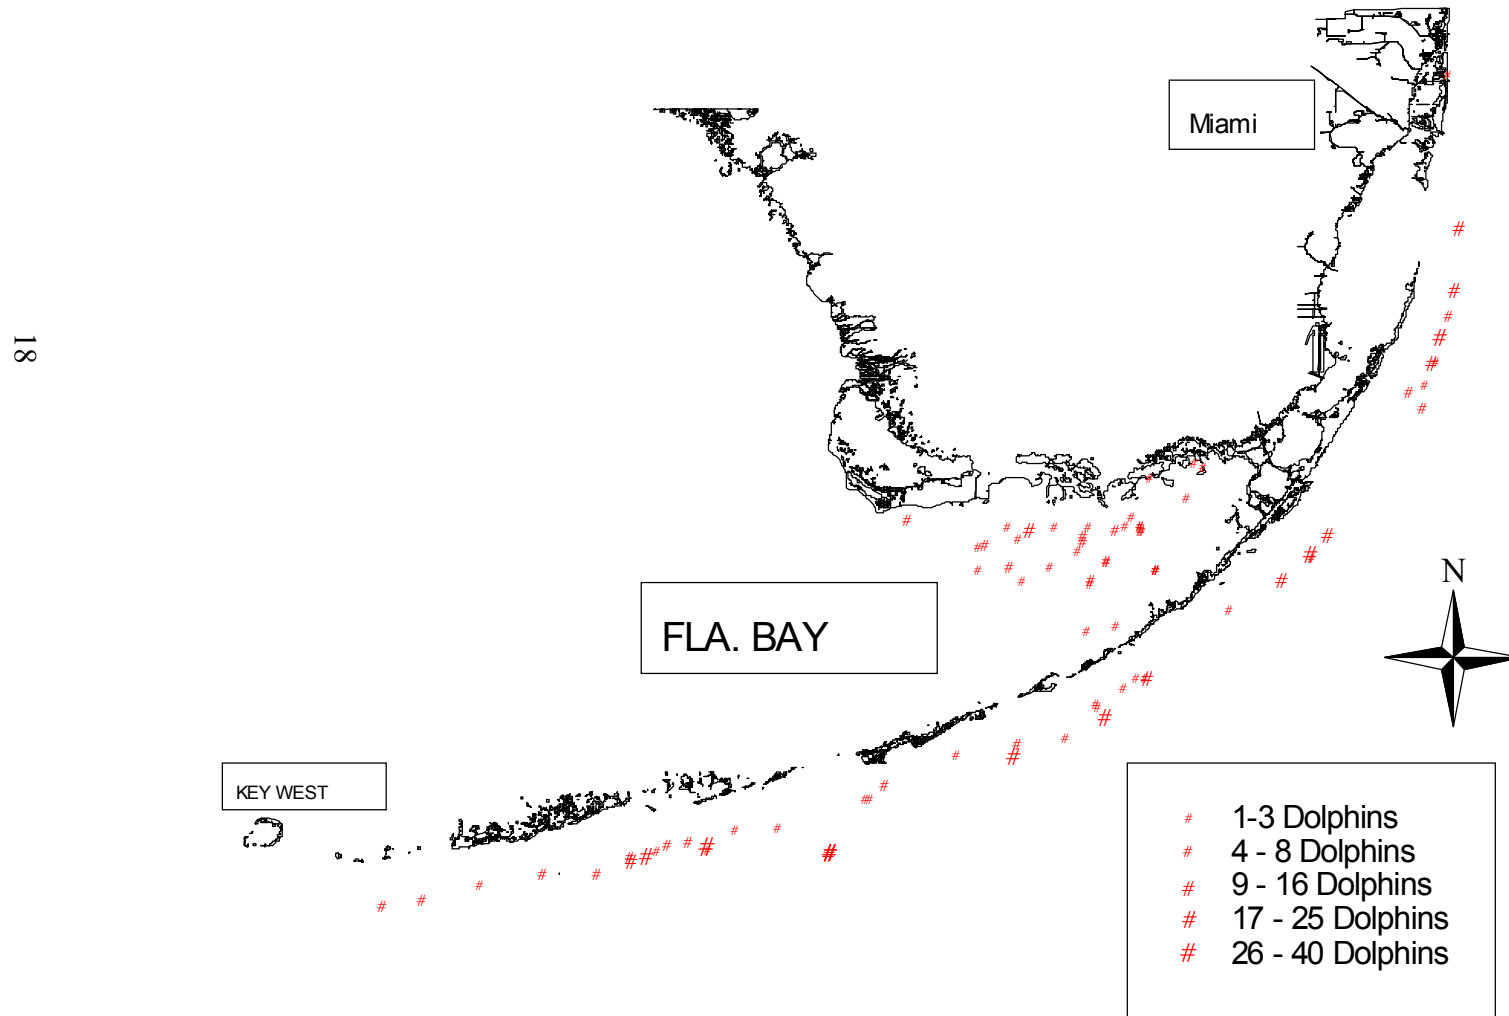 18
Miami
FLA. BAY
KEY WEST
N
# 1-3 Dolphins
# 4 - 8 Dolphins
# 9 - 16 Dolphins
# 17 - 25 Dolphins
# 26 - 40 Dolphins